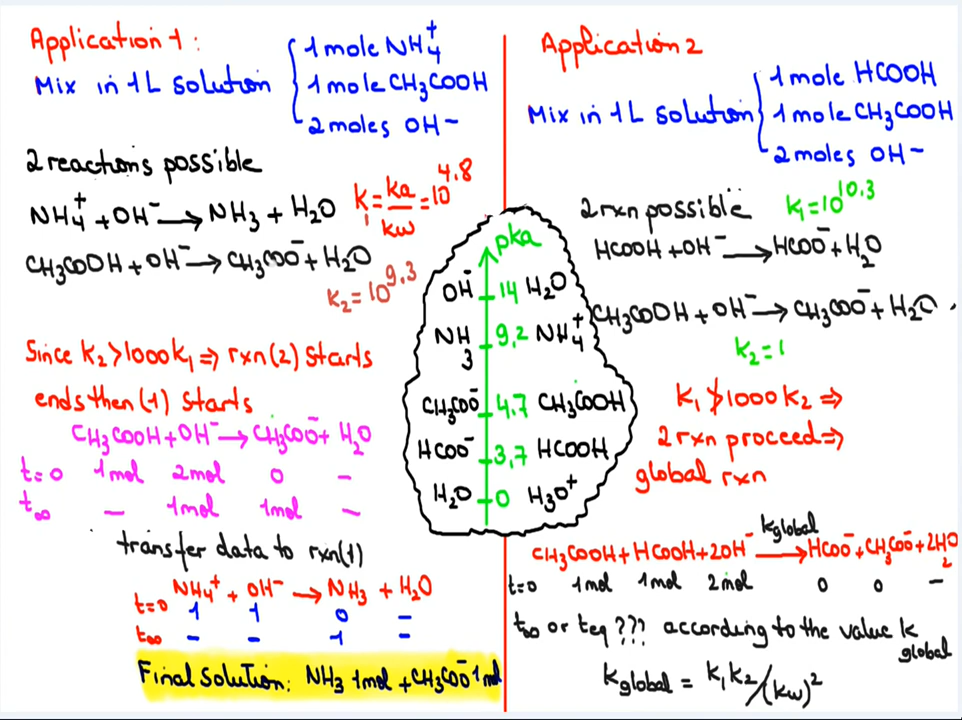 Application 1 :
Mix in 1L solution { 1 mole NH₄⁺
1 mole CH₃COOH
2 moles OH⁻
2 reactions possible
NH₄⁺ + OH⁻ → NH₃ + H₂O
K₁ = ka/kw = 10^4.8
CH₃COOH + OH⁻ → CH₃COO⁻ + H₂O
K₂ = 10^9.3
Since K₂ > 1000 K₁ ⇒ rxn(2) starts
ends then (1) starts
CH₃COOH + OH⁻ → CH₃COO⁻ + H₂O
t=0 1mol 2mol 0 –
t∞ – 1mol 1mol –
transfer data to rxn(1)
NH₄⁺ + OH⁻ → NH₃ + H₂O
t=0 1 1 0 –
t∞ – – 1 –
Final Solution: NH₃ 1mol + CH₃COO⁻ 1mol
pka
OH⁻ 14 H₂O
NH₃ 9,2 NH₄⁺
CH₃COO⁻ 4,7 CH₃COOH
HCOO⁻ 3,7 HCOOH
H₂O 0 H₃O⁺
Application 2
Mix in 1L solution { 1 mole HCOOH
1 mole CH₃COOH
2 moles OH⁻
2 rxn possible K₁ = 10^10.3
HCOOH + OH⁻ → HCOO⁻ + H₂O
CH₃COOH + OH⁻ → CH₃COO⁻ + H₂O
K₂ = 1
K₁ ≯ 1000 K₂ ⇒
2 rxn proceed ⇒
global rxn
Kglobal
CH₃COOH + HCOOH + 2OH⁻ → HCOO⁻ + CH₃COO⁻ + 2H₂O
t=0 1mol 1mol 2mol 0 0 –
t∞ or teq ??? according to the value K global
Kglobal = K₁K₂/(kw)²